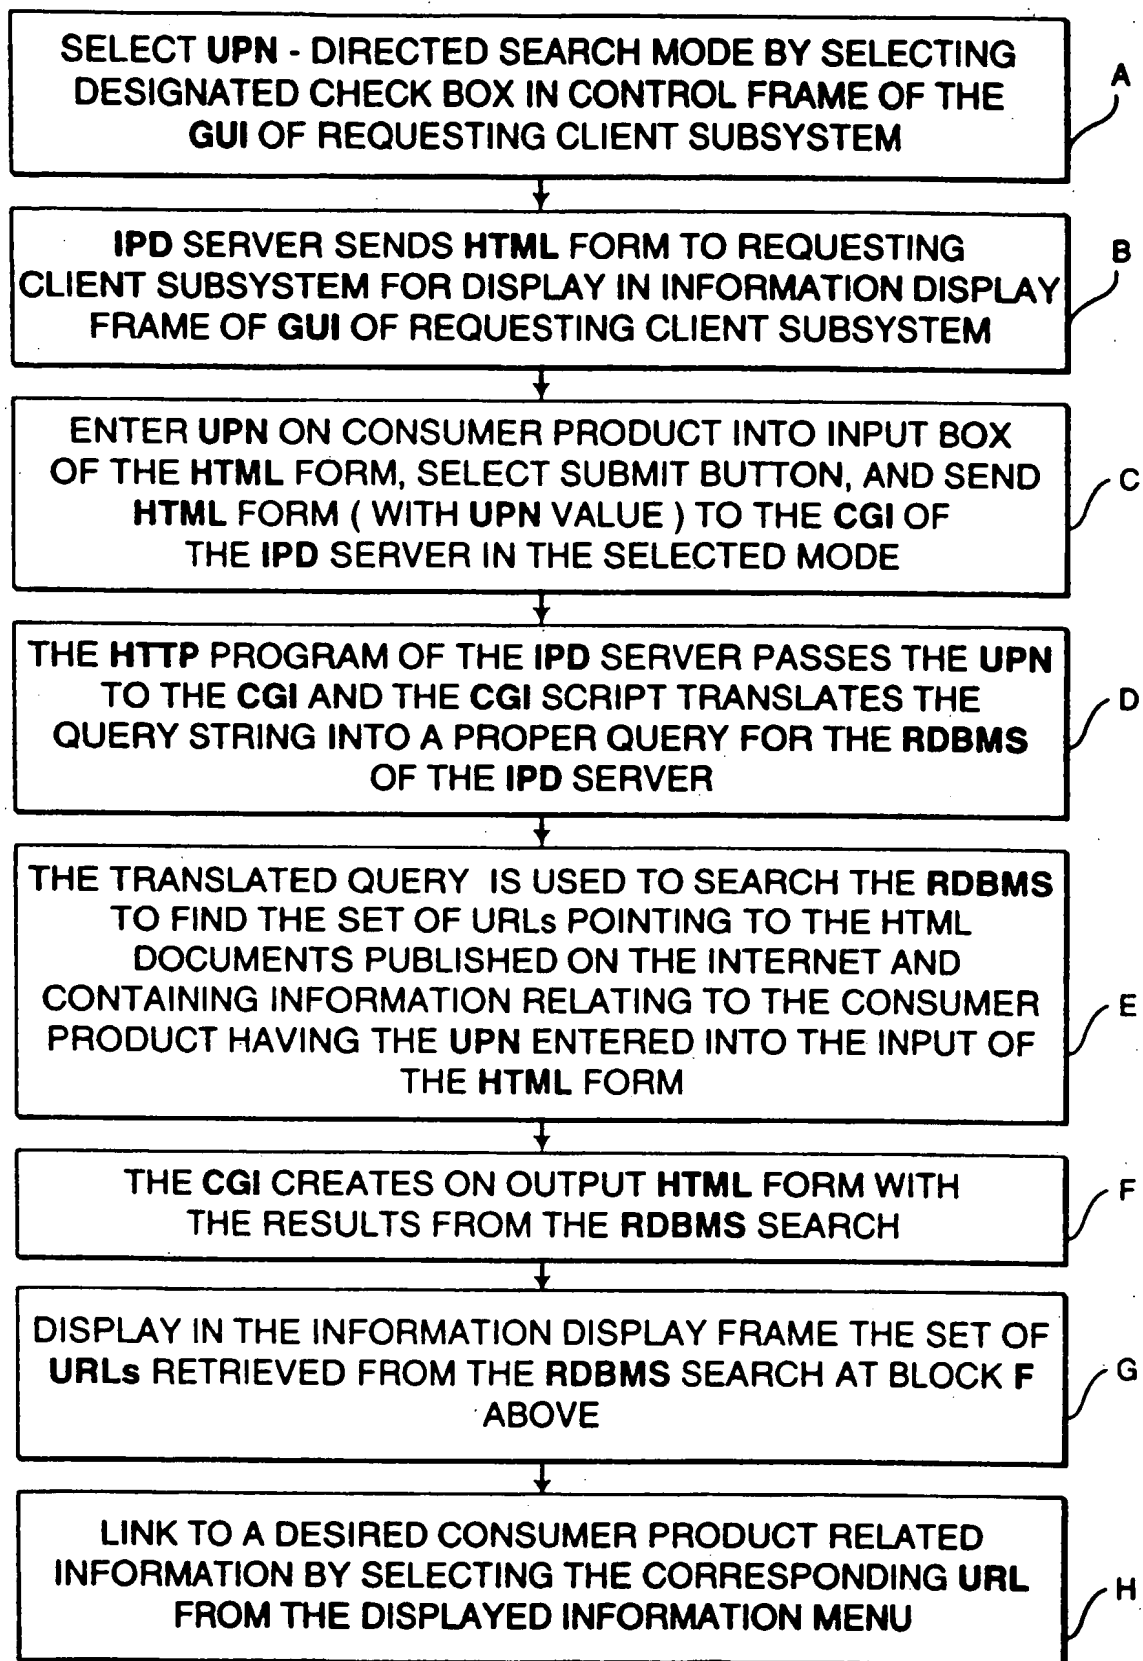 SELECT UPN - DIRECTED SEARCH MODE BY SELECTING
DESIGNATED CHECK BOX IN CONTROL FRAME OF THE
GUI OF REQUESTING CLIENT SUBSYSTEM
A
IPD SERVER SENDS HTML FORM TO REQUESTING
CLIENT SUBSYSTEM FOR DISPLAY IN INFORMATION DISPLAY
FRAME OF GUI OF REQUESTING CLIENT SUBSYSTEM
B
ENTER UPN ON CONSUMER PRODUCT INTO INPUT BOX
OF THE HTML FORM, SELECT SUBMIT BUTTON, AND SEND
HTML FORM ( WITH UPN VALUE ) TO THE CGI OF
THE IPD SERVER IN THE SELECTED MODE
C
THE HTTP PROGRAM OF THE IPD SERVER PASSES THE UPN
TO THE CGI AND THE CGI SCRIPT TRANSLATES THE
QUERY STRING INTO A PROPER QUERY FOR THE RDBMS
OF THE IPD SERVER
D
THE TRANSLATED QUERY IS USED TO SEARCH THE RDBMS
TO FIND THE SET OF URLs POINTING TO THE HTML
DOCUMENTS PUBLISHED ON THE INTERNET AND
CONTAINING INFORMATION RELATING TO THE CONSUMER
PRODUCT HAVING THE UPN ENTERED INTO THE INPUT OF
THE HTML FORM
E
THE CGI CREATES ON OUTPUT HTML FORM WITH
THE RESULTS FROM THE RDBMS SEARCH
F
DISPLAY IN THE INFORMATION DISPLAY FRAME THE SET OF
URLs RETRIEVED FROM THE RDBMS SEARCH AT BLOCK F
ABOVE
G
LINK TO A DESIRED CONSUMER PRODUCT RELATED
INFORMATION BY SELECTING THE CORRESPONDING URL
FROM THE DISPLAYED INFORMATION MENU
H